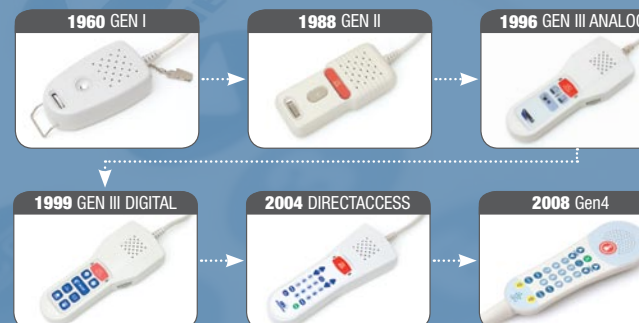 1960 GEN I
1988 GEN II
1996 GEN III ANALOG
1999 GEN III DIGITAL
2004 DIRECTACCESS
2008 Gen4